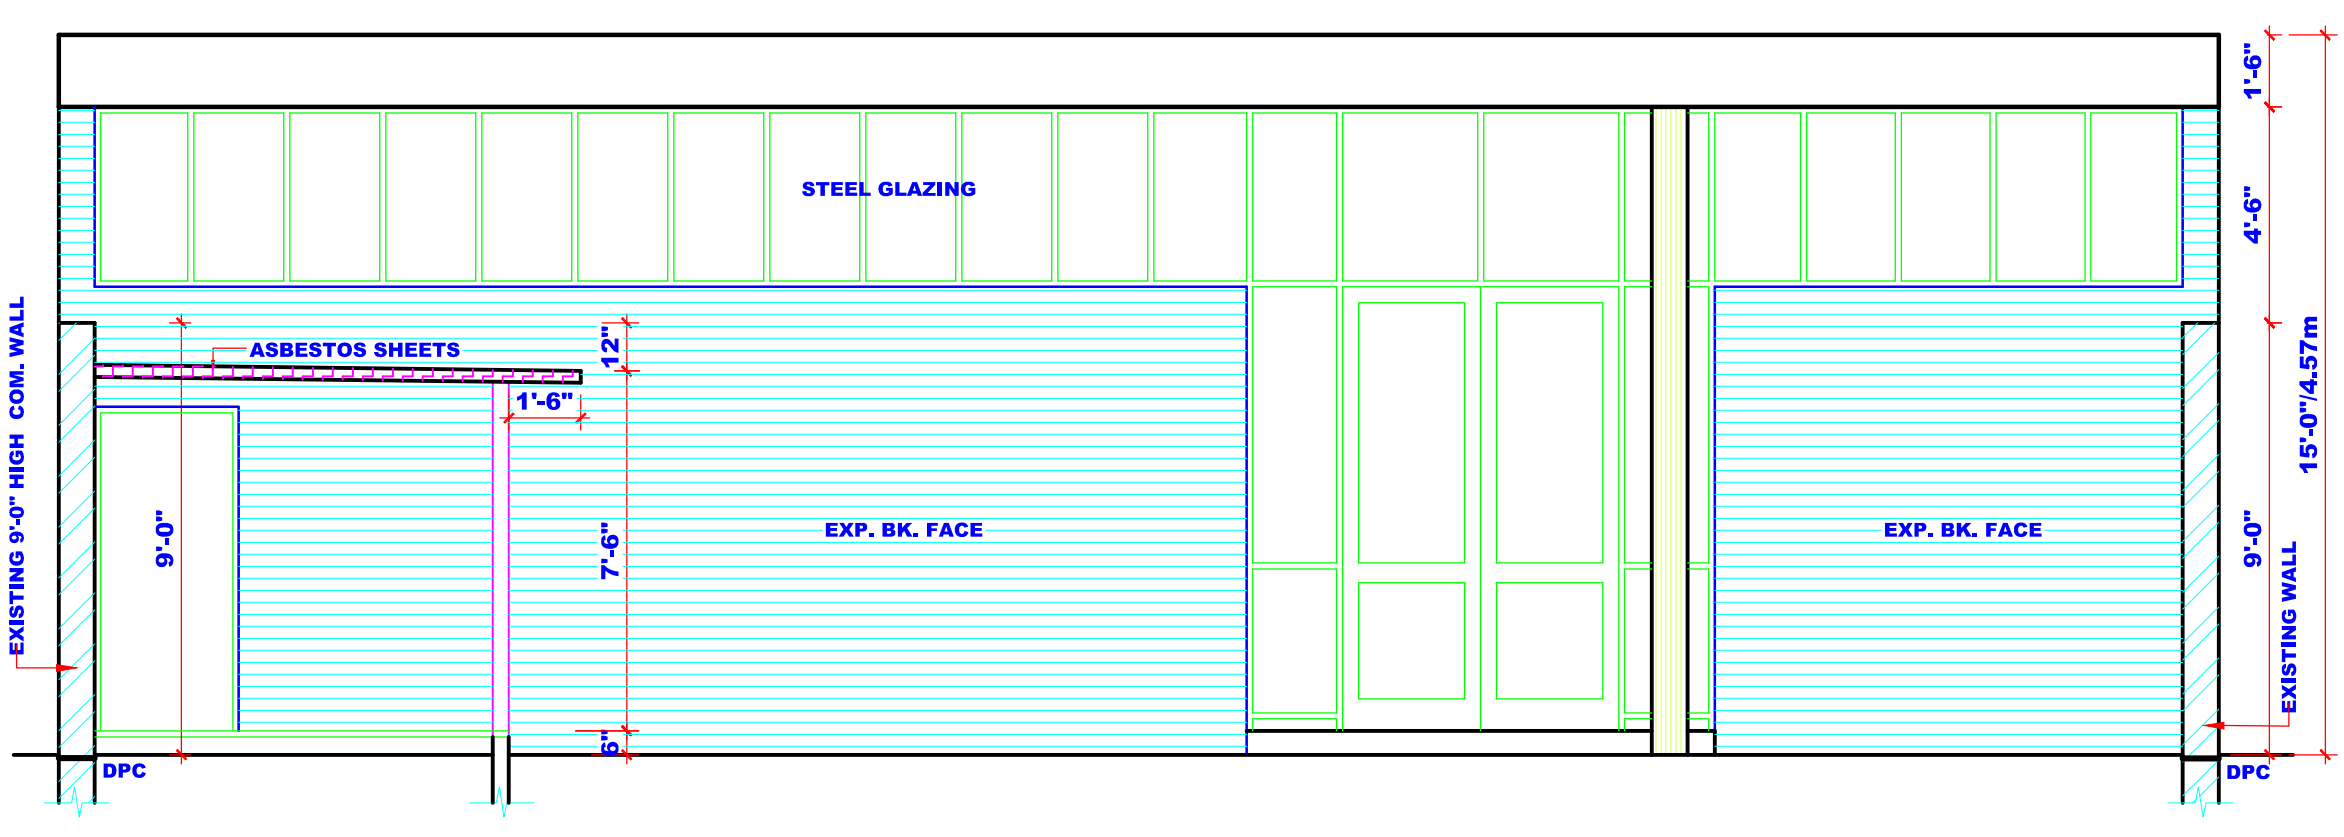 1'-6"
STEEL GLAZING
4'-6"
EXISTING 9'-0" HIGH COM. WALL
ASBESTOS SHEETS
12"
15'-0"/4.57m
1'-6"
9'-0"
7'-6"
EXP. BK. FACE
EXP. BK. FACE
9'-0"
EXISTING WALL
6"
DPC
DPC